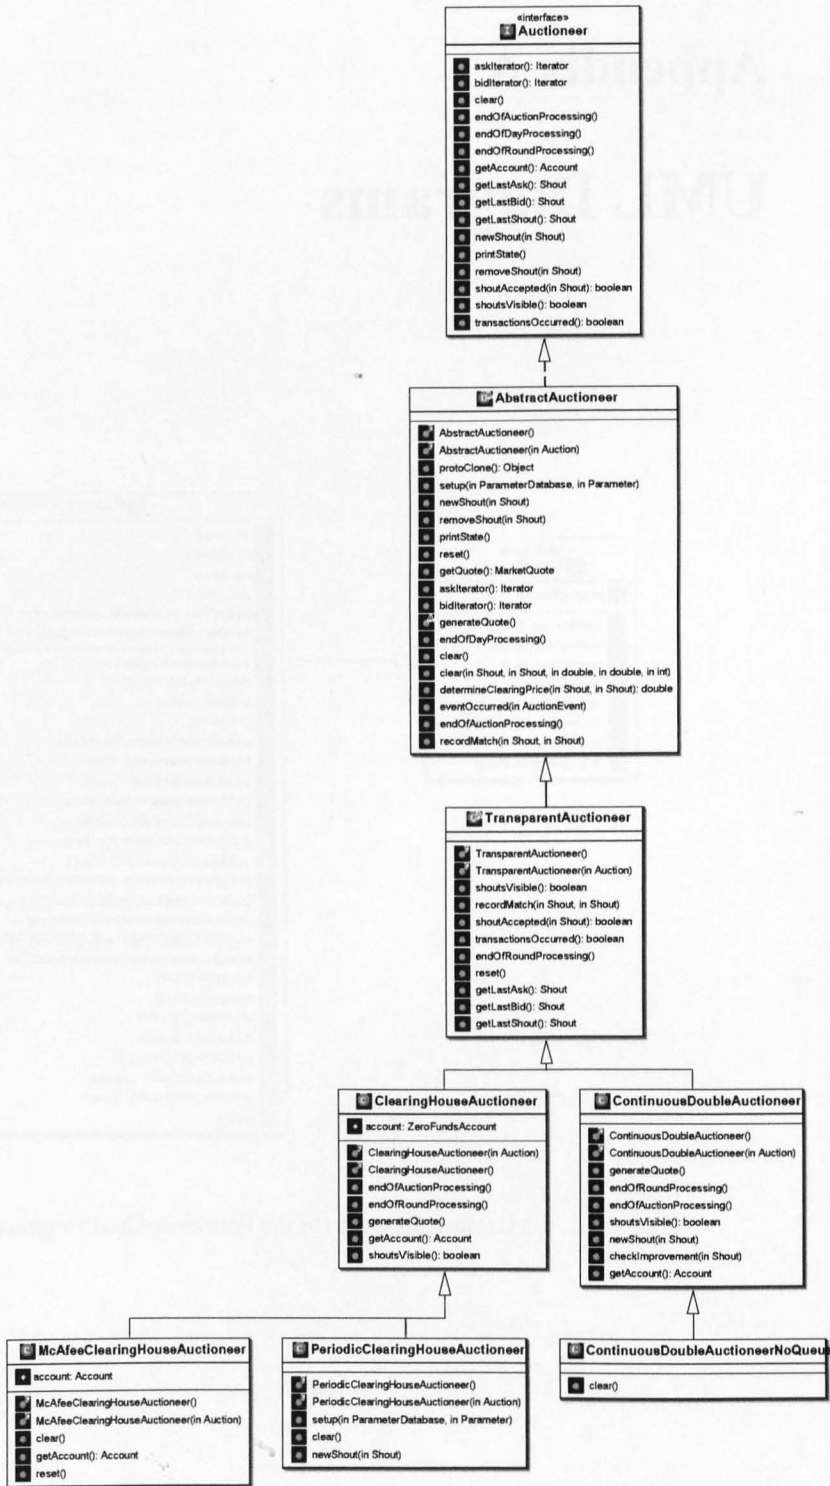 «interface»
Auctioneer
askIterator(): Iterator
bidIterator(): Iterator
clear()
endOfAuctionProcessing()
endOfDayProcessing()
endOfRoundProcessing()
getAccount(): Account
getLastAsk(): Shout
getLastBid(): Shout
getLastShout(): Shout
newShout(in Shout)
printState()
removeShout(in Shout)
shoutAccepted(in Shout): boolean
shoutsVisible(): boolean
transactionsOccurred(): boolean
AbstractAuctioneer
AbstractAuctioneer()
AbstractAuctioneer(in Auction)
protoClone(): Object
setup(in ParameterDatabase, in Parameter)
newShout(in Shout)
removeShout(in Shout)
printState()
reset()
getQuote(): MarketQuote
askIterator(): Iterator
bidIterator(): Iterator
generateQuote()
endOfDayProcessing()
clear()
clear(in Shout, in Shout, in double, in double, in int)
determineClearingPrice(in Shout, in Shout): double
eventOccurred(in AuctionEvent)
endOfAuctionProcessing()
recordMatch(in Shout, in Shout)
TransparentAuctioneer
TransparentAuctioneer()
TransparentAuctioneer(in Auction)
shoutsVisible(): boolean
recordMatch(in Shout, in Shout)
shoutAccepted(in Shout): boolean
transactionsOccurred(): boolean
endOfRoundProcessing()
reset()
getLastAsk(): Shout
getLastBid(): Shout
getLastShout(): Shout
ClearingHouseAuctioneer
account: ZeroFundsAccount
ClearingHouseAuctioneer(in Auction)
ClearingHouseAuctioneer()
endOfAuctionProcessing()
endOfRoundProcessing()
generateQuote()
getAccount(): Account
shoutsVisible(): boolean
ContinuousDoubleAuctioneer
ContinuousDoubleAuctioneer()
ContinuousDoubleAuctioneer(in Auction)
generateQuote()
endOfRoundProcessing()
endOfAuctionProcessing()
shoutsVisible(): boolean
newShout(in Shout)
checkImprovement(in Shout)
getAccount(): Account
McAfeeClearingHouseAuctioneer
account: Account
McAfeeClearingHouseAuctioneer()
McAfeeClearingHouseAuctioneer(in Auction)
clear()
getAccount(): Account
reset()
PeriodicClearingHouseAuctioneer
PeriodicClearingHouseAuctioneer()
PeriodicClearingHouseAuctioneer(in Auction)
setup(in ParameterDatabase, in Parameter)
clear()
newShout(in Shout)
ContinuousDoubleAuctioneerNoQueu
clear()